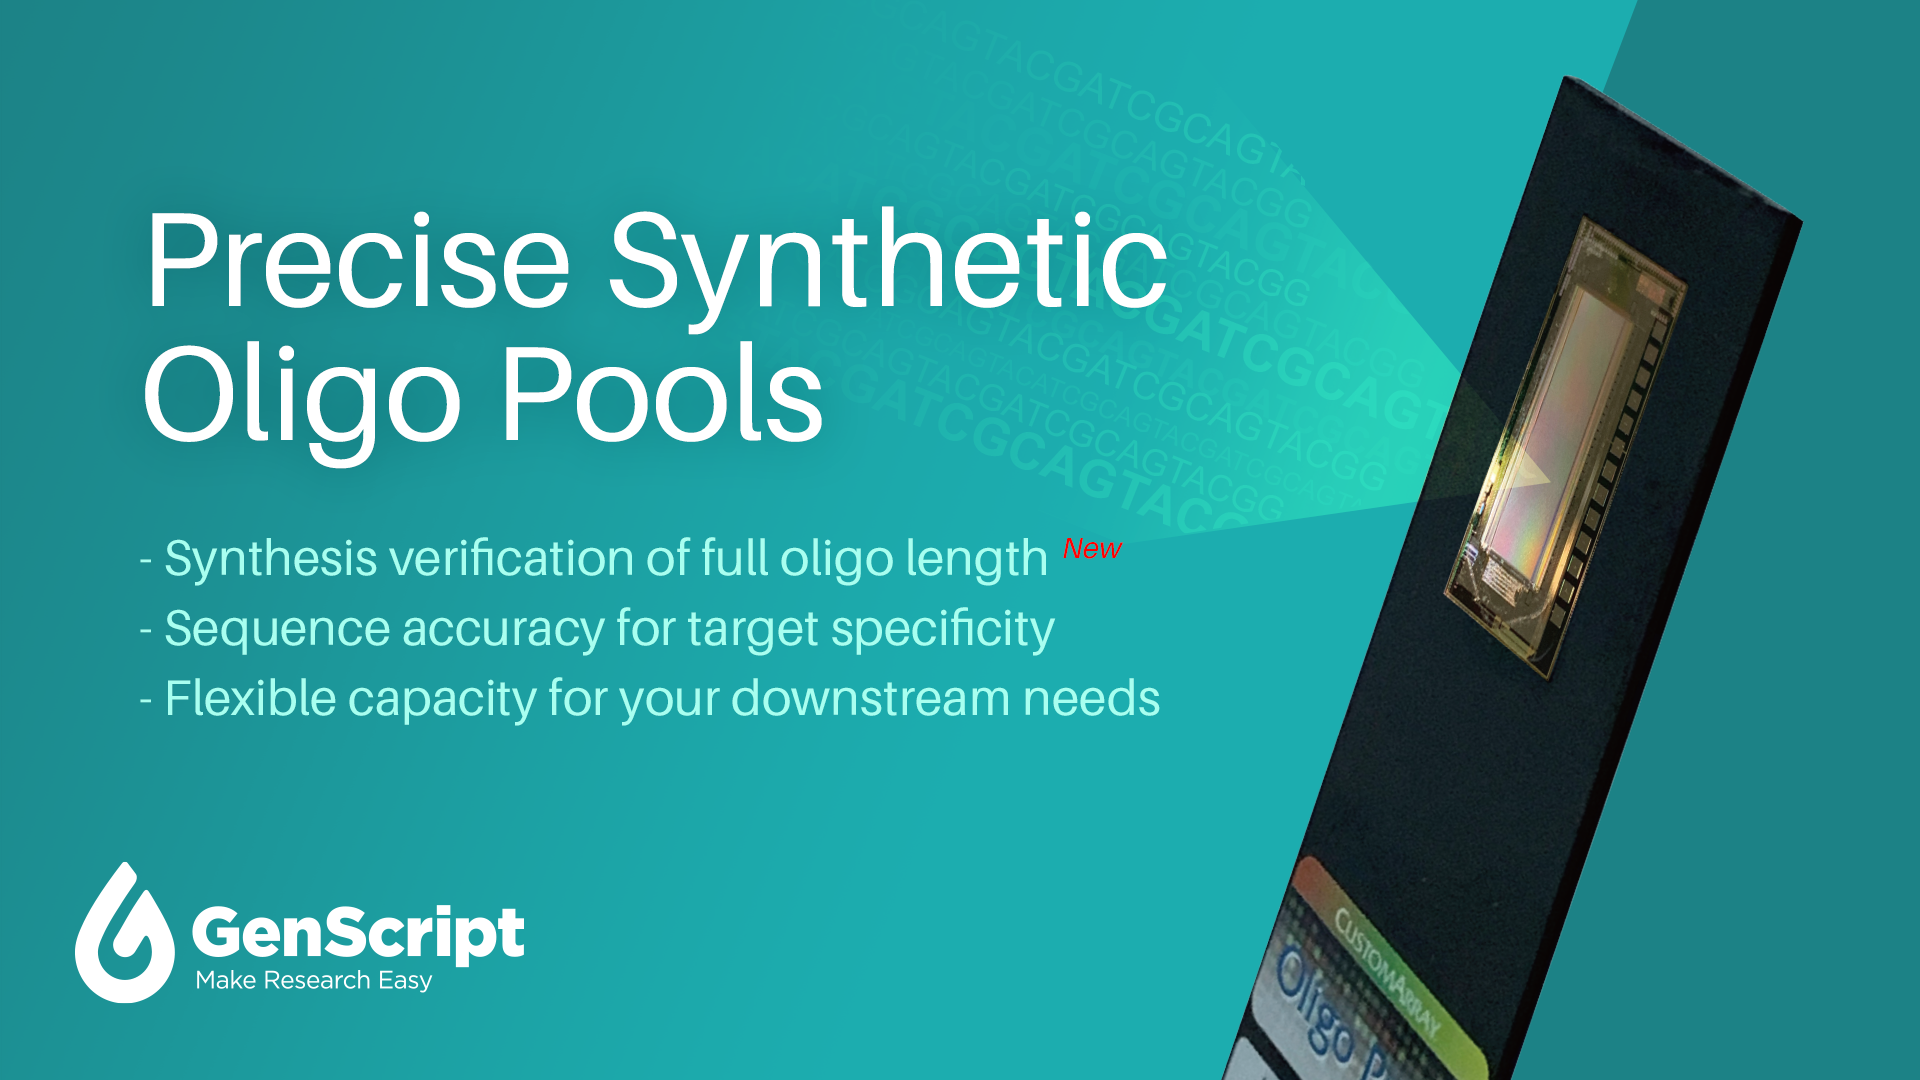 Precise Synthetic
Oligo Pools
- Synthesis verification of full oligo length New
- Sequence accuracy for target specificity
- Flexible capacity for your downstream needs
GenScript
Make Research Easy
CUSTOMARRAY
Oligo P